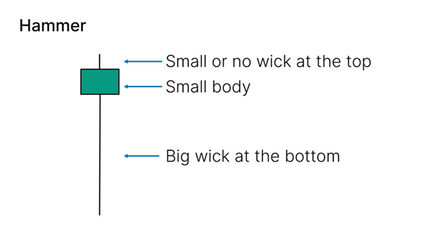 Hammer
Small or no wick at the top
Small body
Big wick at the bottom